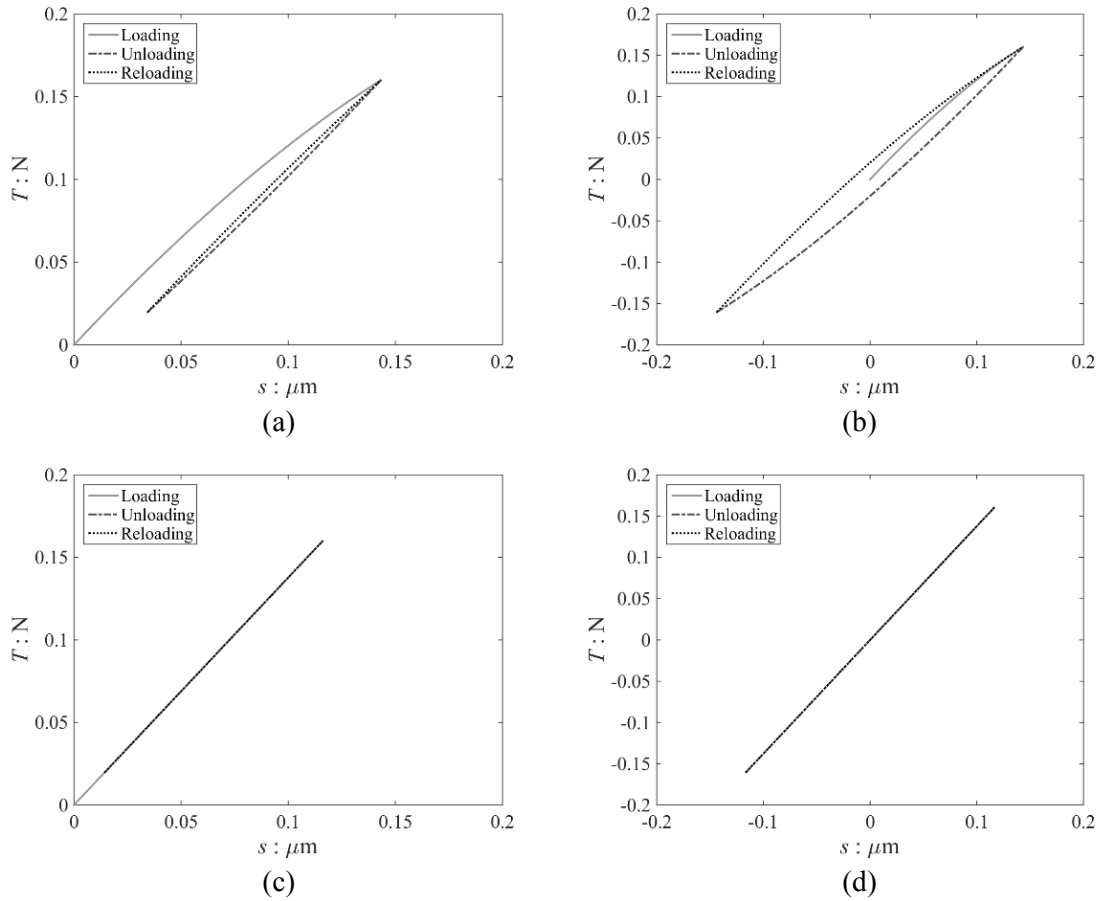 0.2
0.15
0.1
0.05
0
T : N
Loading
Unloading
Reloading
0 0.05 0.1 0.15 0.2
s : μm
(a)
0.2
0.15
0.1
0.05
0
-0.05
-0.1
-0.15
-0.2
T : N
Loading
Unloading
Reloading
-0.2 -0.1 0 0.1 0.2
s : μm
(b)
0.2
0.15
0.1
0.05
0
T : N
Loading
Unloading
Reloading
0 0.05 0.1 0.15 0.2
s : μm
(c)
0.2
0.15
0.1
0.05
0
-0.05
-0.1
-0.15
-0.2
T : N
Loading
Unloading
Reloading
-0.2 -0.1 0 0.1 0.2
s : μm
(d)